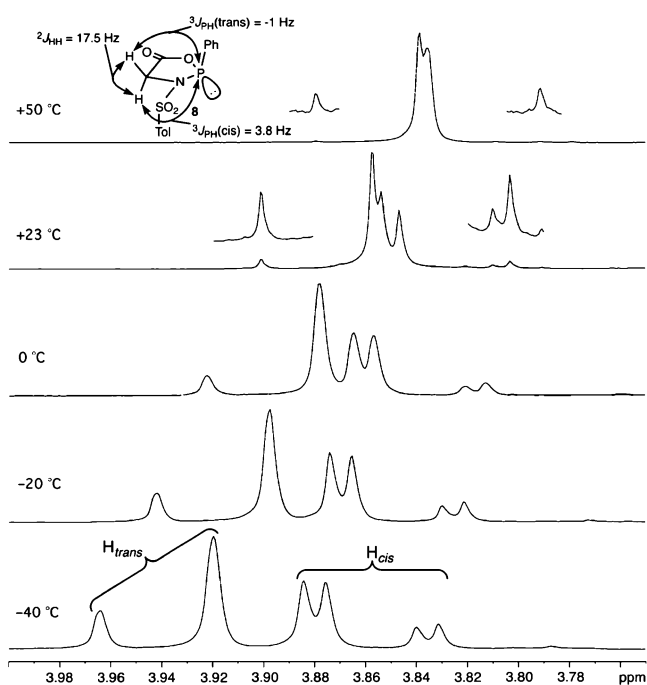 ³J_PH(trans) = -1 Hz
²J_HH = 17.5 Hz
O
O
Ph
H
P
N
:
H
SO₂
8
Tol
³J_PH(cis) = 3.8 Hz
+50 °C
+23 °C
0 °C
-20 °C
H_trans
H_cis
-40 °C
3.98 3.96 3.94 3.92 3.90 3.88 3.86 3.84 3.82 3.80 3.78 ppm